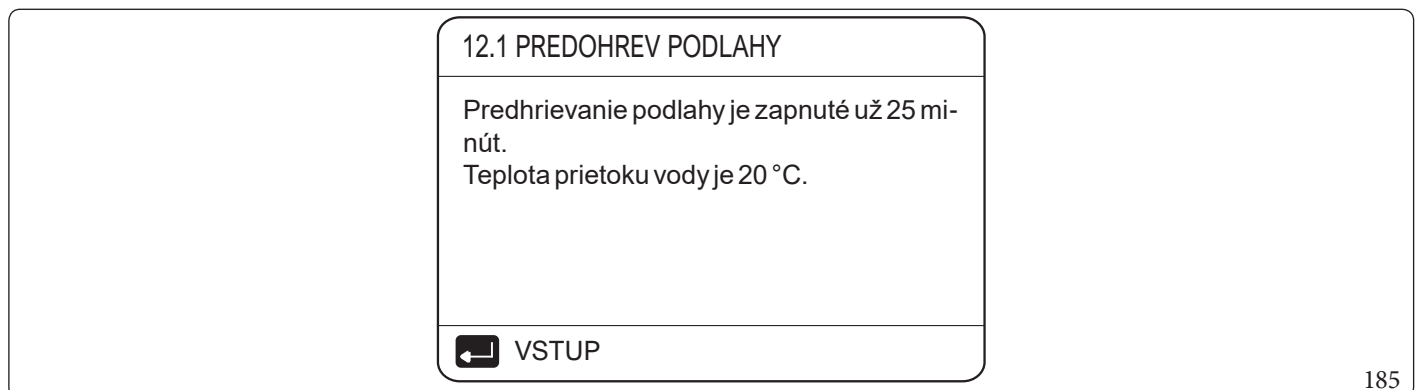 12.1 PREDOHREV PODLAHY
Predhrievanie podlahy je zapnuté už 25 mi-
nút.
Teplota prietoku vody je 20 °C.
VSTUP
185